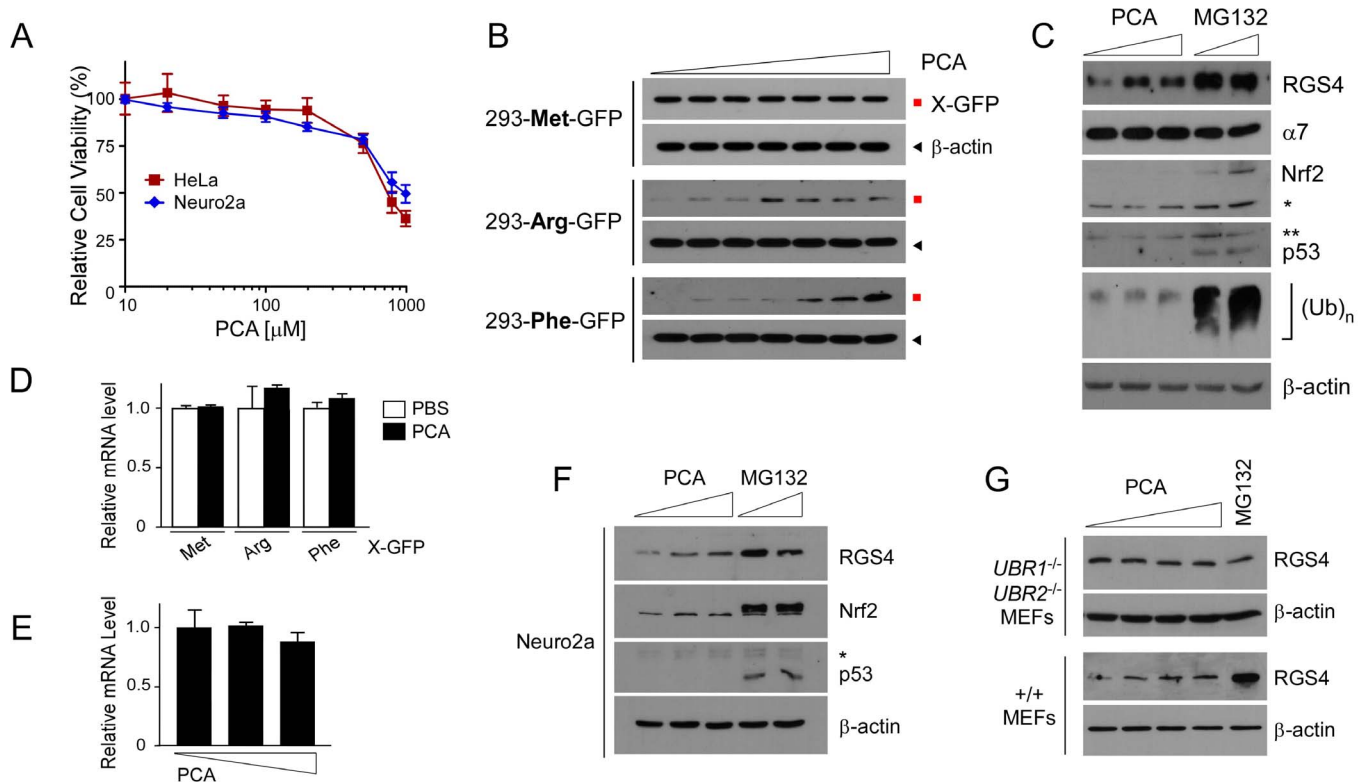 A
Relative Cell Viability (%)
100
75
50
25
0
HeLa
Neuro2a
10
100
1000
PCA [μM]
B
PCA
293-Met-GFP
X-GFP
β-actin
293-Arg-GFP
293-Phe-GFP
C
PCA MG132
RGS4
α7
Nrf2
*
**
p53
(Ub)n
β-actin
D
Relative mRNA level
1.0
0.5
0
PBS
PCA
Met Arg Phe X-GFP
E
Relative mRNA Level
1.0
0.5
0
PCA
F
PCA MG132
Neuro2a
RGS4
Nrf2
*
p53
β-actin
G
PCA MG132
UBR1-/-
UBR2-/-
MEFs
RGS4
β-actin
+/+
MEFs
RGS4
β-actin